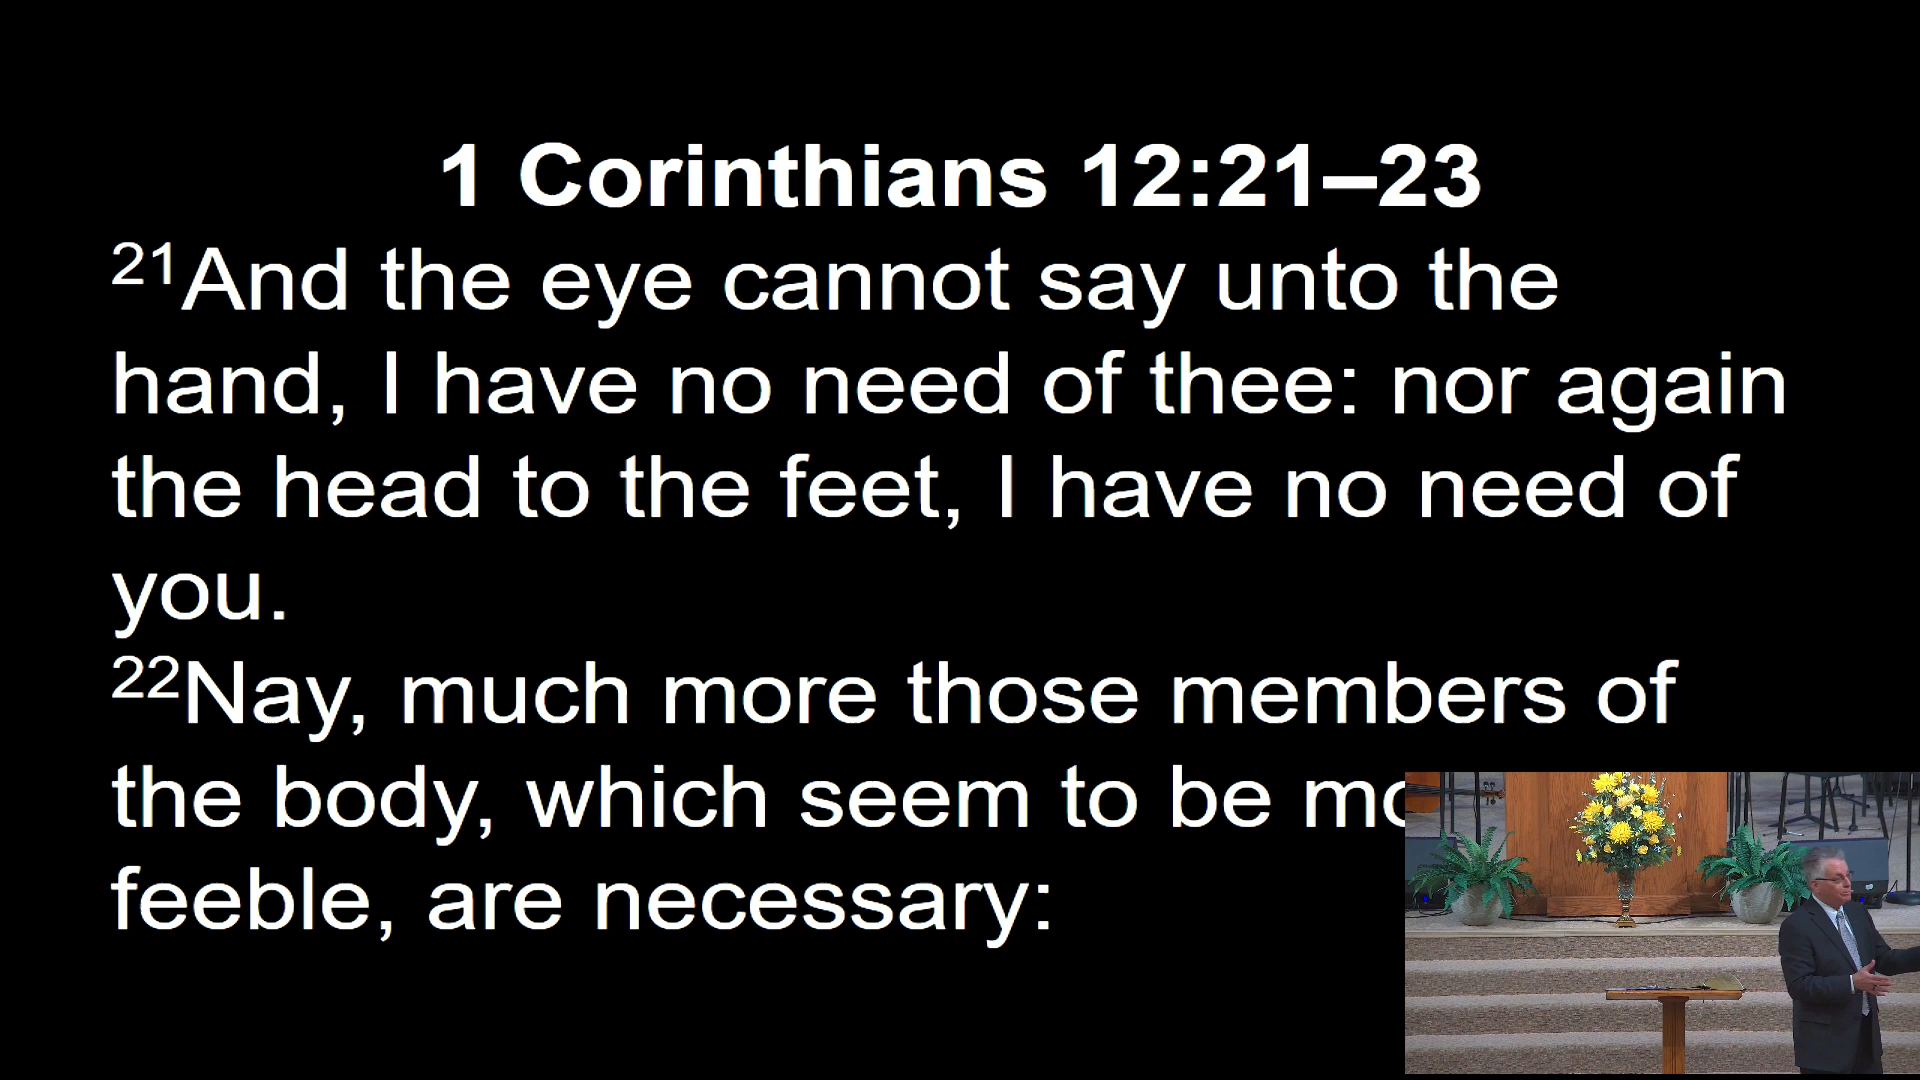 1 Corinthians 12:21–23
²¹And the eye cannot say unto the
hand, I have no need of thee: nor again
the head to the feet, I have no need of
you.
²²Nay, much more those members of
the body, which seem to be
feeble, are necessary: